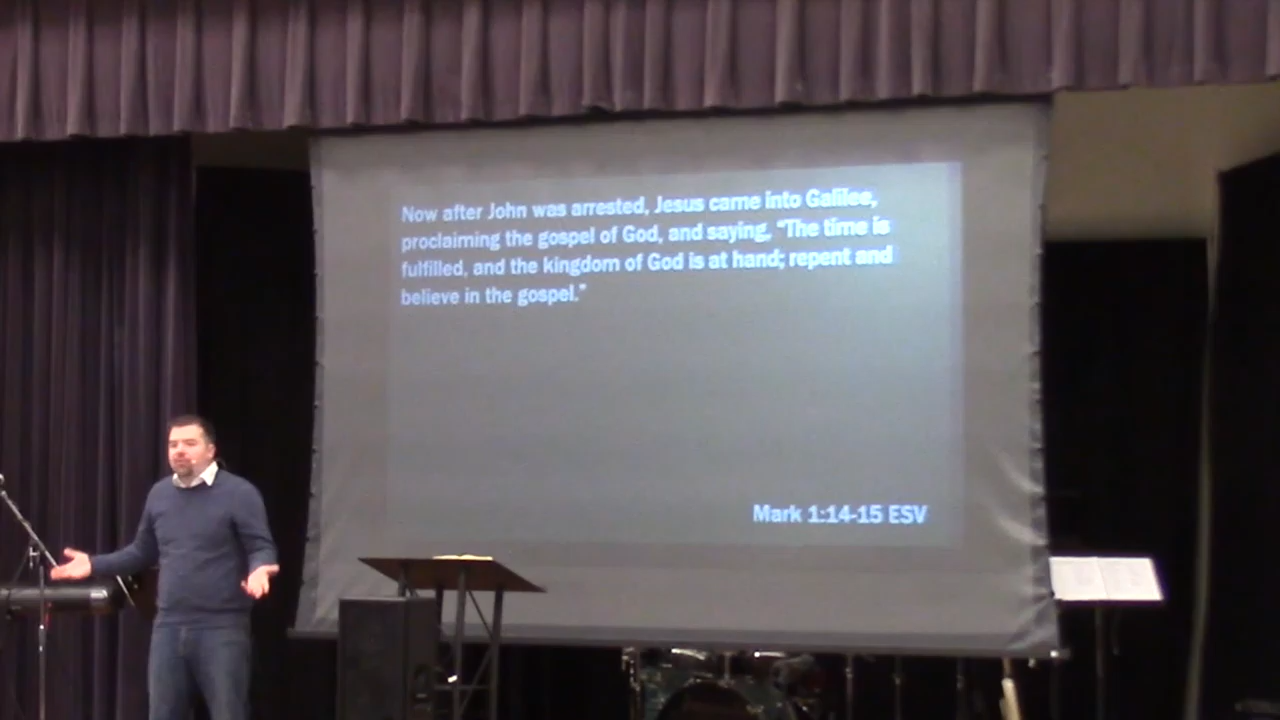 Now after John was arrested, Jesus came into Galilee,
proclaiming the gospel of God, and saying, “The time is
fulfilled, and the kingdom of God is at hand; repent and
believe in the gospel.”
Mark 1:14-15 ESV